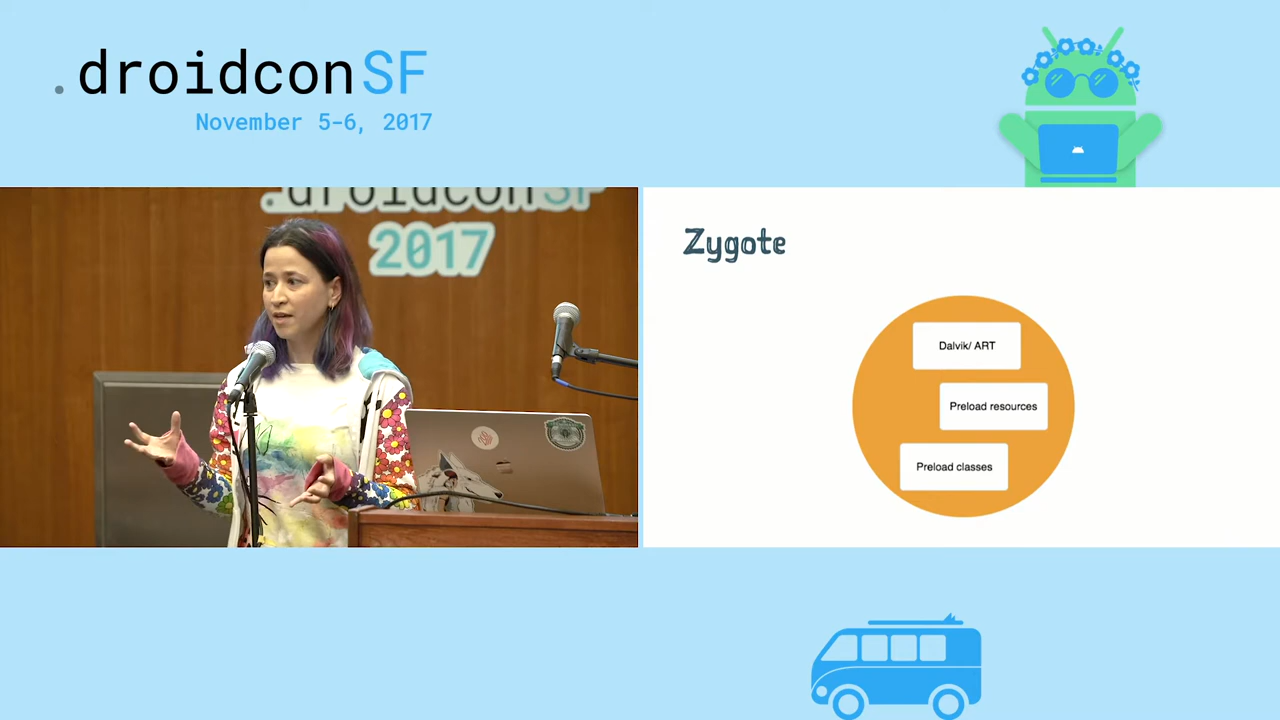 .droidconSF
November 5-6, 2017
.droidconSF
2017
Zygote
Dalvik/ ART
Preload resources
Preload classes